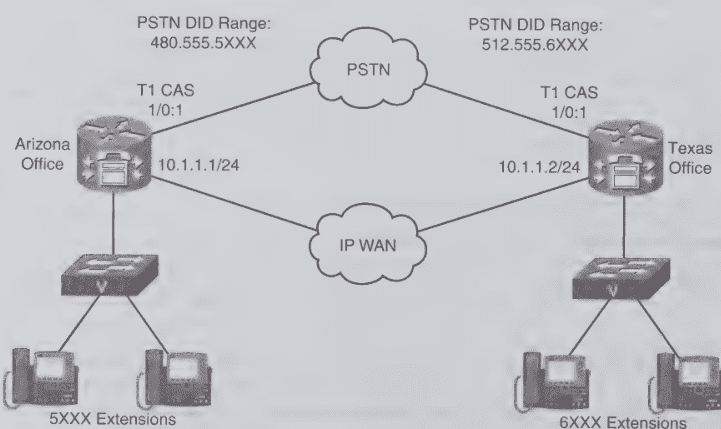 PSTN DID Range:
480.555.5XXX
PSTN DID Range:
512.555.6XXX
PSTN
T1 CAS
1/0:1
T1 CAS
1/0:1
Arizona
Office
Texas
Office
10.1.1.1/24
10.1.1.2/24
IP WAN
V
V
5XXX Extensions
6XXX Extensions